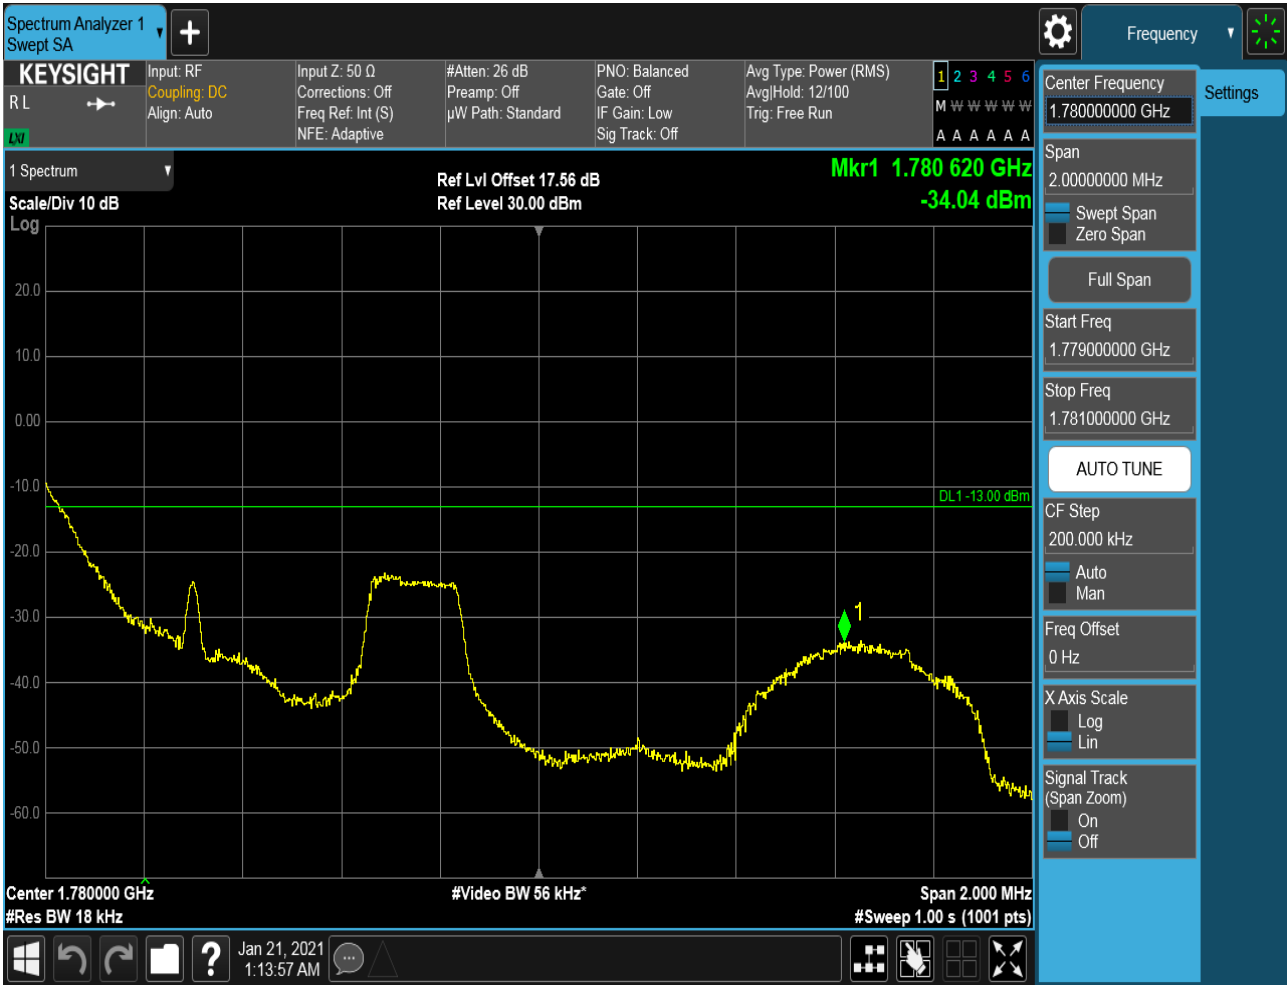 Spectrum Analyzer 1
Swept SA
+
Frequency
KEYSIGHT
R L
LXI
Input: RF
Coupling: DC
Align: Auto
Input Z: 50 Ω
Corrections: Off
Freq Ref: Int (S)
NFE: Adaptive
#Atten: 26 dB
Preamp: Off
µW Path: Standard
PNO: Balanced
Gate: Off
IF Gain: Low
Sig Track: Off
Avg Type: Power (RMS)
Avg|Hold: 12/100
Trig: Free Run
1 2 3 4 5 6
M W W W W W
A A A A A A
1 Spectrum
Scale/Div 10 dB
Log
Ref Lvl Offset 17.56 dB
Ref Level 30.00 dBm
Mkr1 1.780 620 GHz
-34.04 dBm
20.0
10.0
0.00
-10.0
DL1 -13.00 dBm
-20.0
-30.0
1
-40.0
-50.0
-60.0
Center 1.780000 GHz
#Video BW 56 kHz*
Span 2.000 MHz
#Res BW 18 kHz
#Sweep 1.00 s (1001 pts)
?
Jan 21, 2021
1:13:57 AM
Center Frequency
1.780000000 GHz
Settings
Span
2.00000000 MHz
Swept Span
Zero Span
Full Span
Start Freq
1.779000000 GHz
Stop Freq
1.781000000 GHz
AUTO TUNE
CF Step
200.000 kHz
Auto
Man
Freq Offset
0 Hz
X Axis Scale
Log
Lin
Signal Track
(Span Zoom)
On
Off